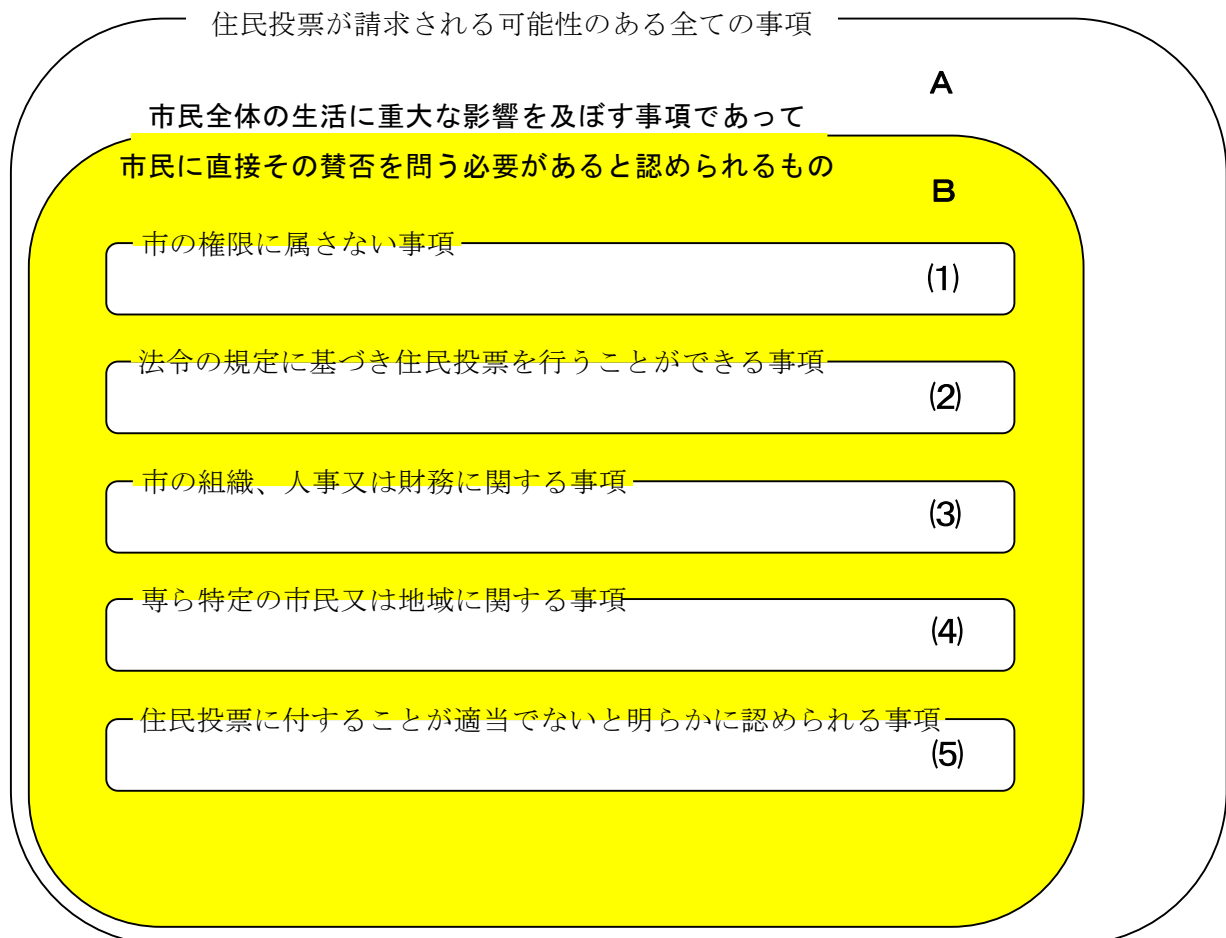 住民投票が請求される可能性のある全ての事項
A
市民全体の生活に重大な影響を及ぼす事項であって
市民に直接その賛否を問う必要があると認められるもの
B
市の権限に属さない事項
(1)
法令の規定に基づき住民投票を行うことができる事項
(2)
市の組織、人事又は財務に関する事項
(3)
専ら特定の市民又は地域に関する事項
(4)
住民投票に付することが適当でないと明らかに認められる事項
(5)